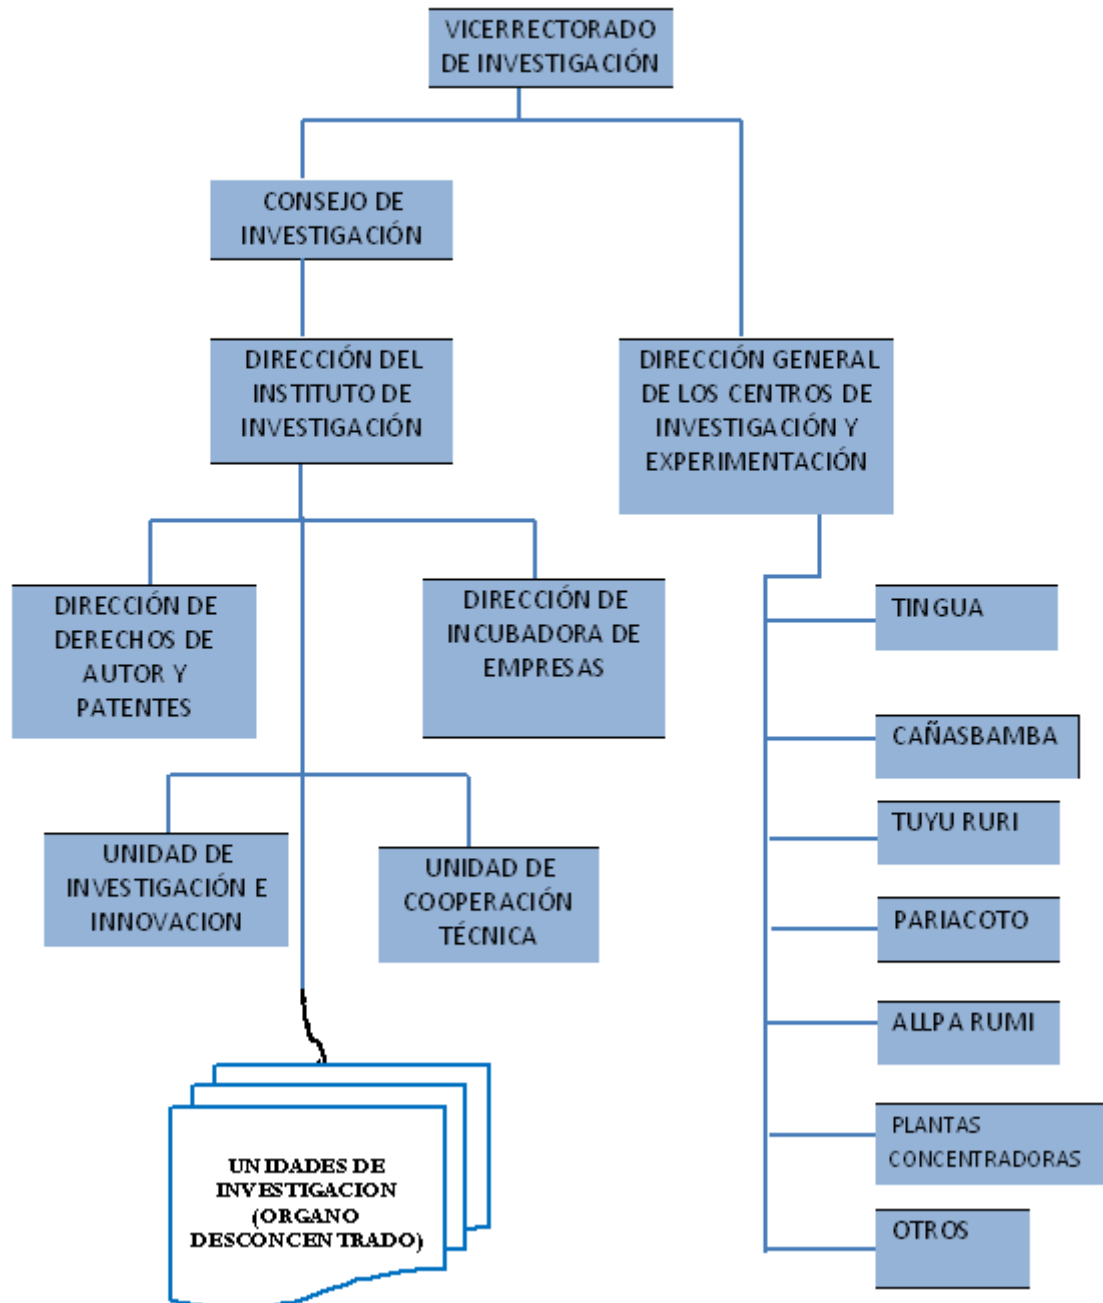 VICERRECTORADO
DE INVESTIGACIÓN
CONSEJO DE
INVESTIGACIÓN
DIRECCIÓN DEL
INSTITUTO DE
INVESTIGACIÓN
DIRECCIÓN GENERAL
DE LOS CENTROS DE
INVESTIGACIÓN Y
EXPERIMENTACIÓN
DIRECCIÓN DE
DERECHOS DE
AUTOR Y
PATENTES
DIRECCIÓN DE
INCUBADORA DE
EMPRESAS
UNIDAD DE
INVESTIGACIÓN E
INNOVACION
UNIDAD DE
COOPERACIÓN
TÉCNICA
UNIDADES DE
INVESTIGACION
(ORGANO
DESCONCENTRADO)
TINGUA
CAÑASBAMBA
TUYU RURI
PARIACOTO
ALLPA RUMI
PLANTAS
CONCENTRADORAS
OTROS